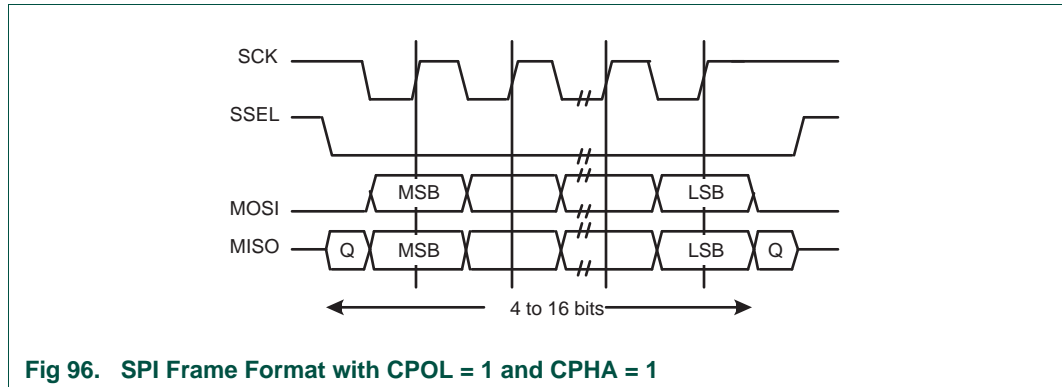 SCK
SSEL
MOSI
MSB
LSB
MISO
Q
MSB
LSB
Q
4 to 16 bits
Fig 96. SPI Frame Format with CPOL = 1 and CPHA = 1